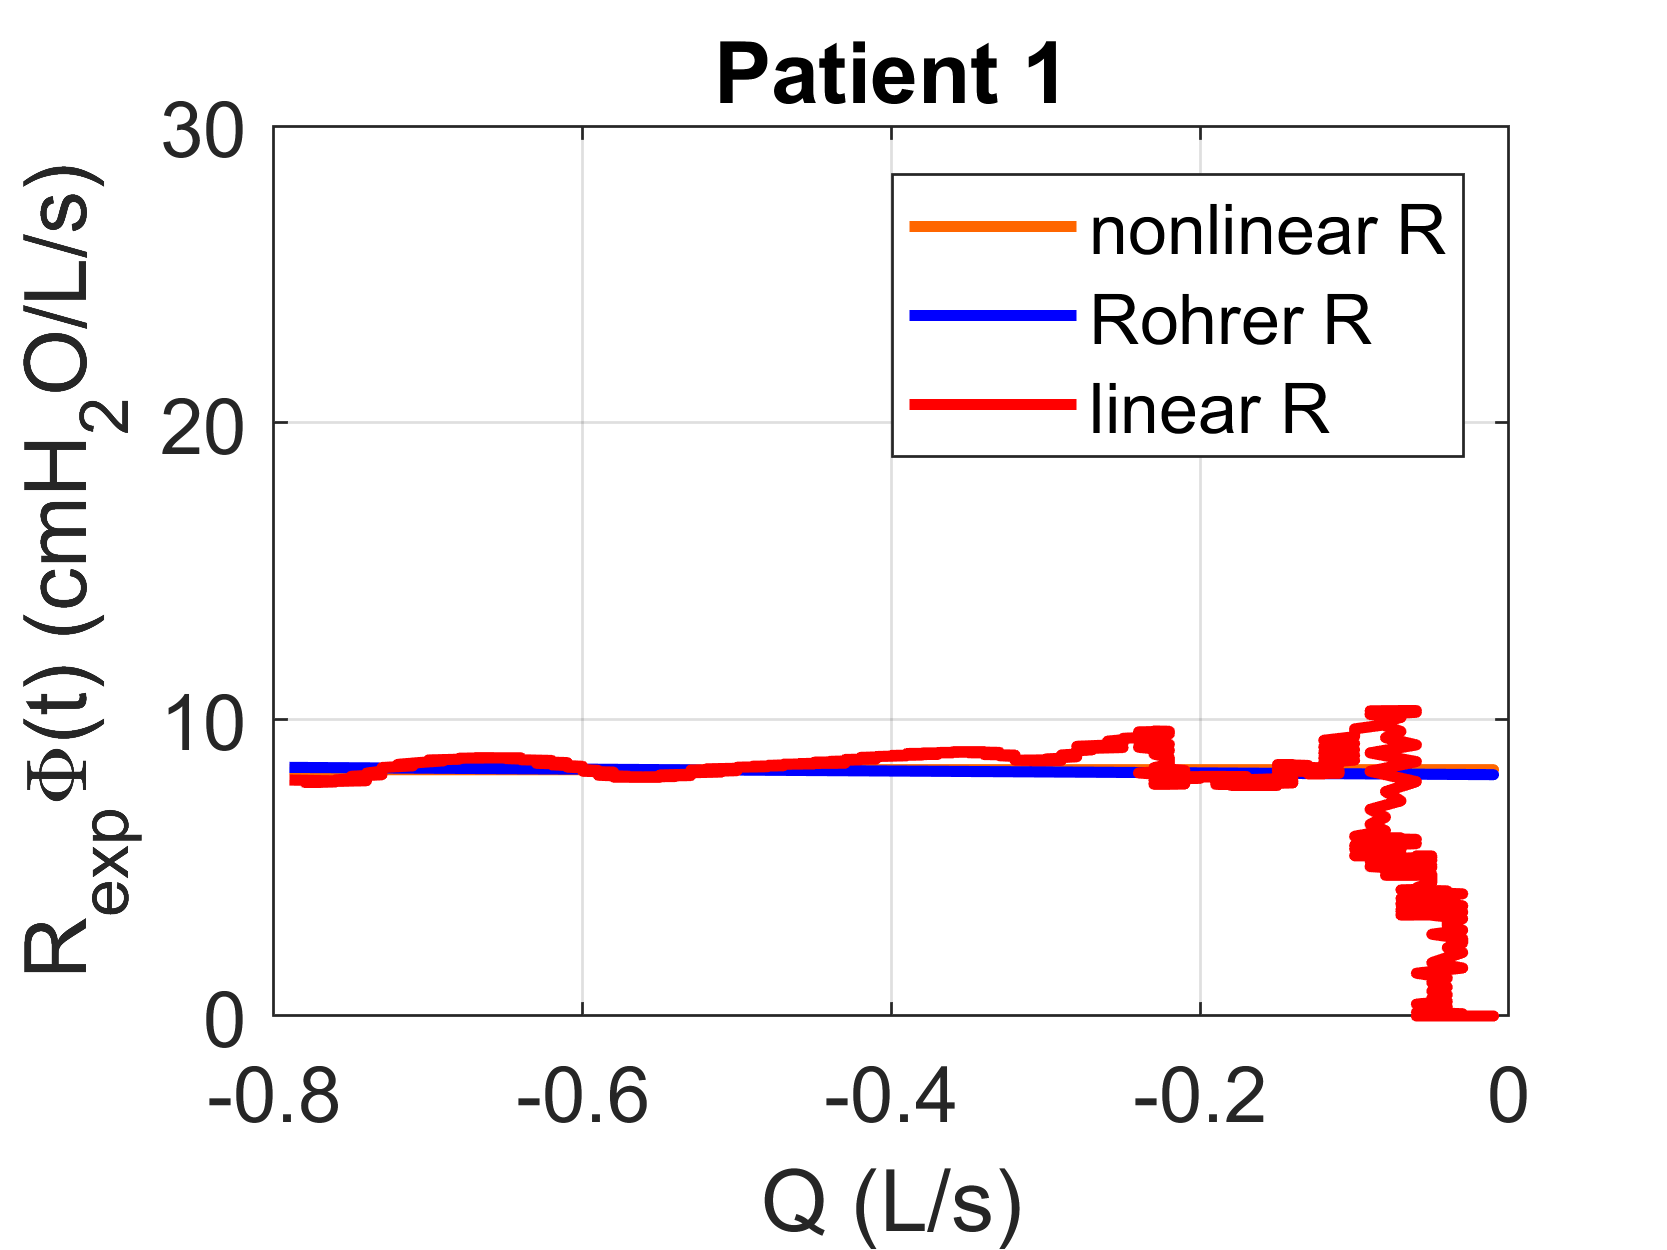 Patient 1
R_exp Φ(t) (cmH₂O/L/s)
30
20
10
0
nonlinear R
Rohrer R
linear R
-0.8 -0.6 -0.4 -0.2 0
Q (L/s)